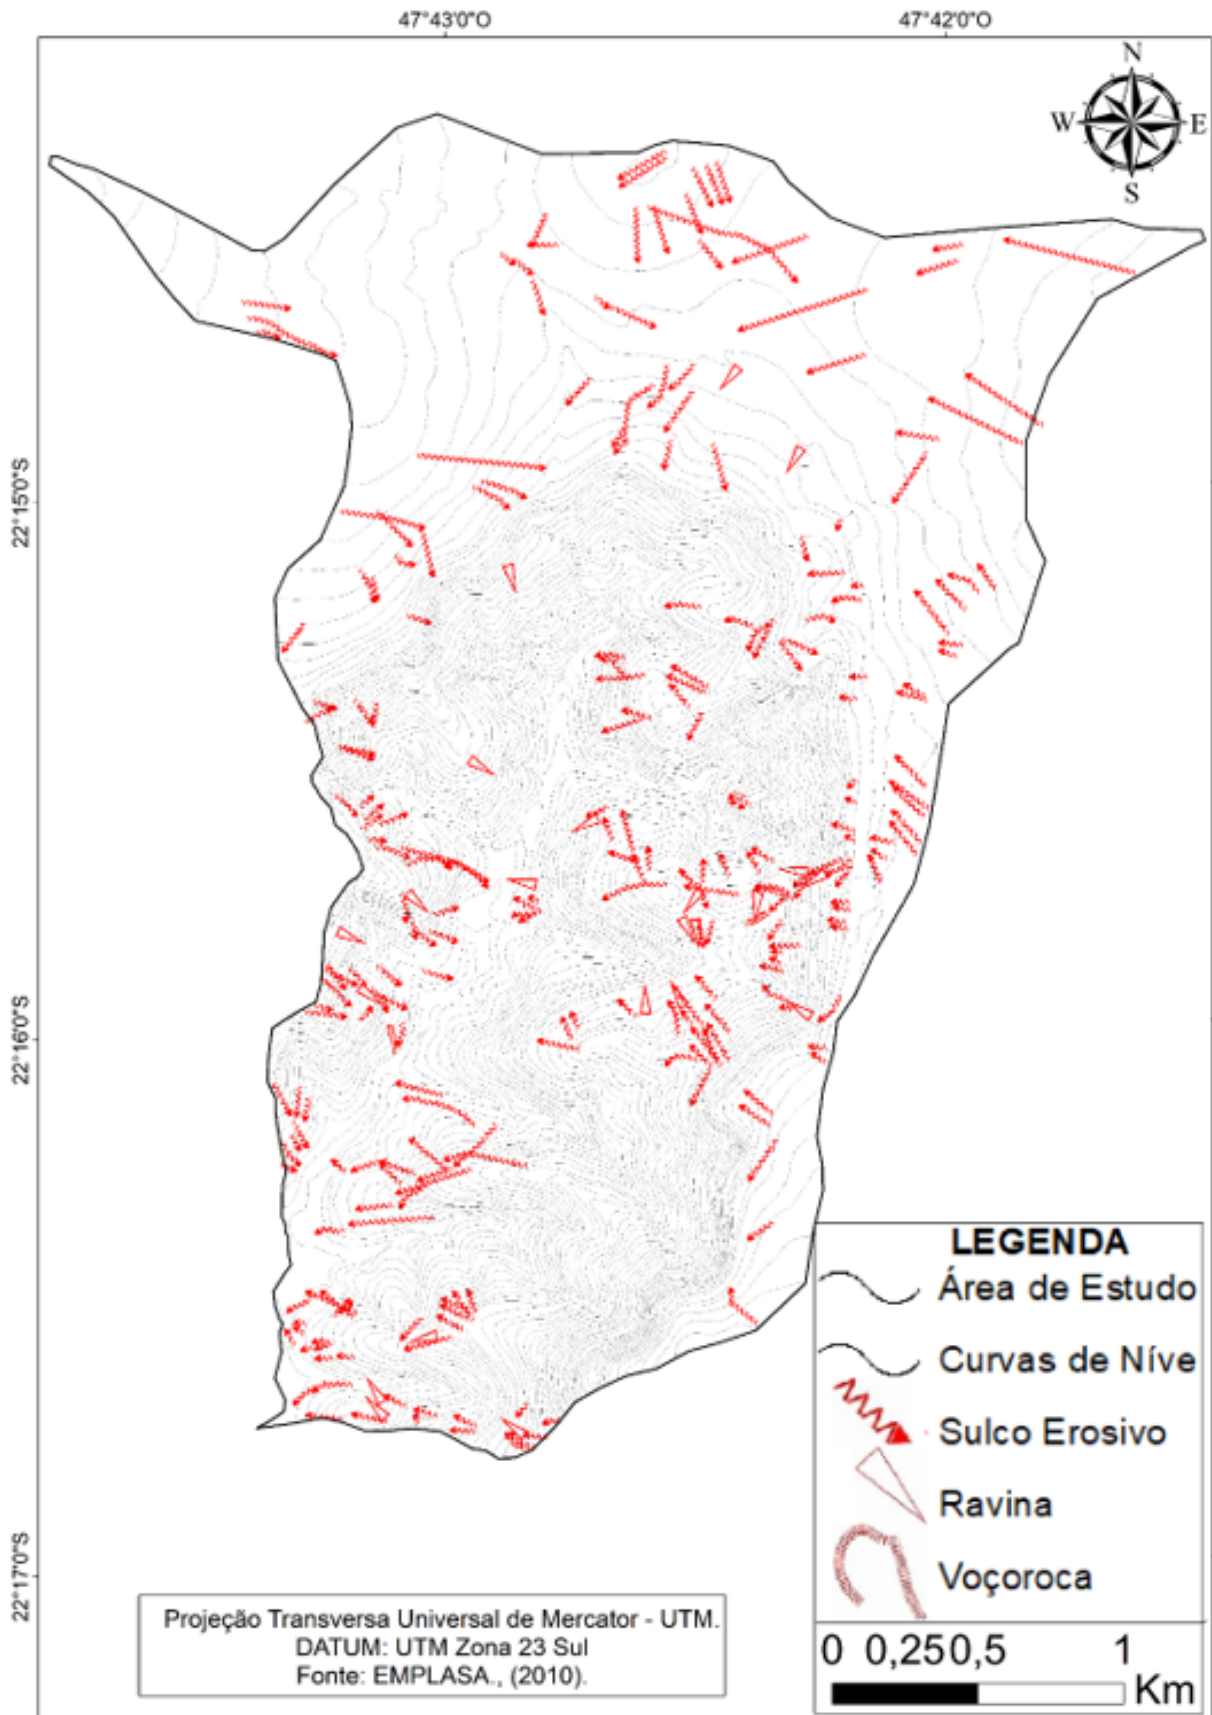 47°43'0"O 47°42'0"O
N
W E
S
22°15'0"S
22°16'0"S
22°17'0"S
LEGENDA
Área de Estudo
Curvas de Níve
Sulco Erosivo
Ravina
Voçoroca
0 0,25 0,5 1
Km
Projeção Transversa Universal de Mercator - UTM.
DATUM: UTM Zona 23 Sul
Fonte: EMPLASA., (2010).